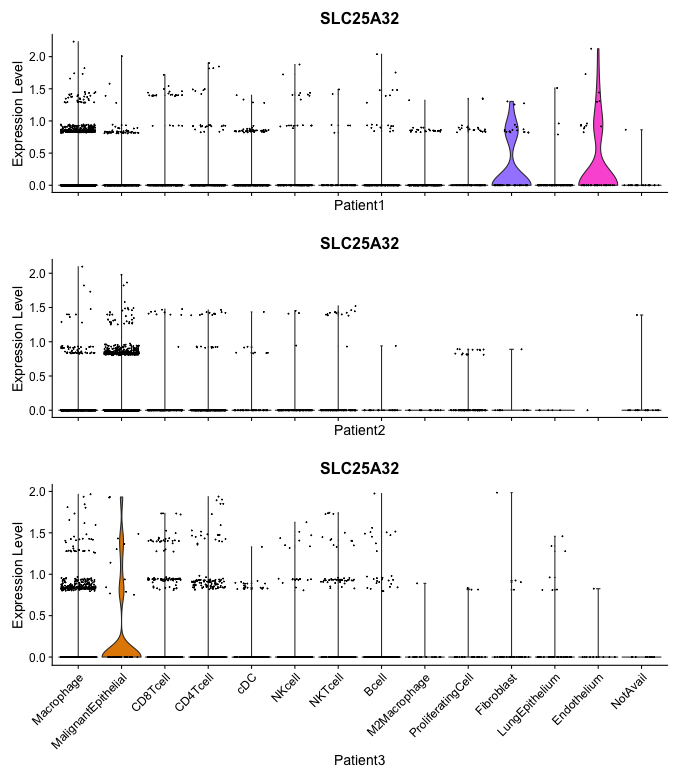 SLC25A32
Expression Level
2.0
1.5
1.0
0.5
0.0
Patient1
SLC25A32
Expression Level
2.0
1.5
1.0
0.5
0.0
Patient2
SLC25A32
Expression Level
2.0
1.5
1.0
0.5
0.0
Macrophage
MalignantEpithelial
CD8Tcell
CD4Tcell
cDC
NKcell
NKTcell
Bcell
M2Macrophage
ProliferatingCell
Fibroblast
LungEpithelium
Endothelium
NotAvail
Patient3